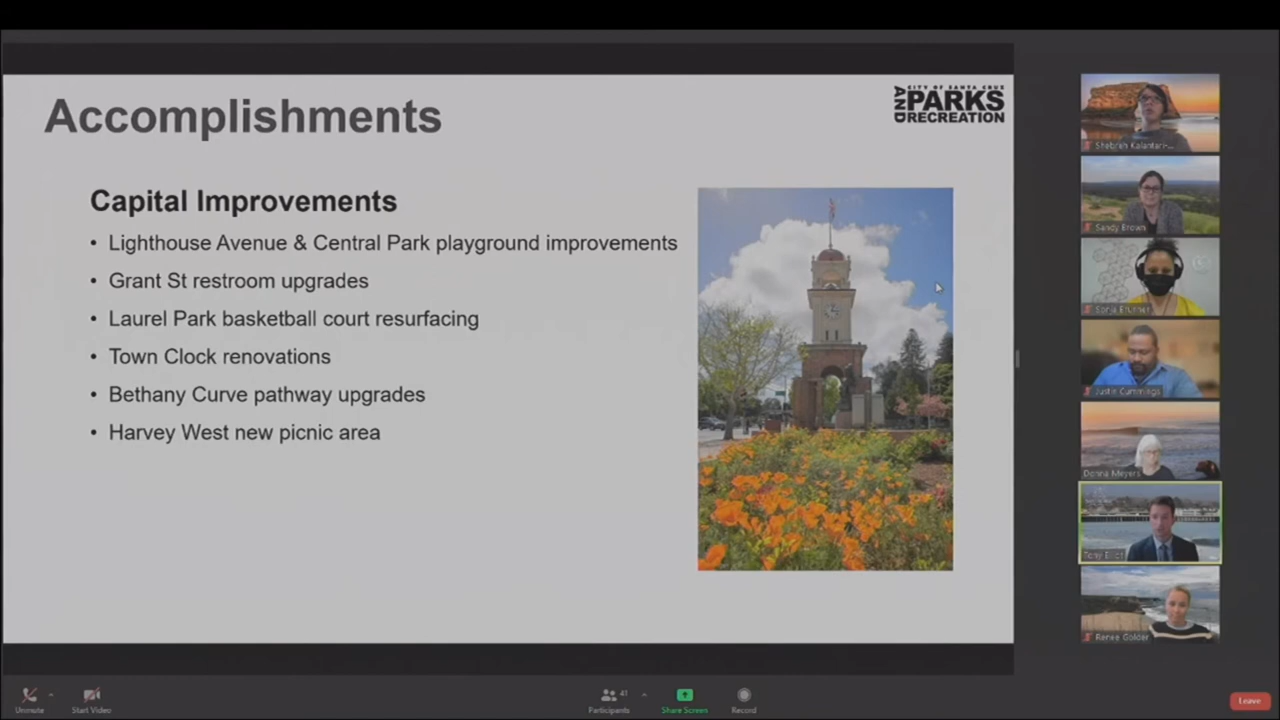 Accomplishments
CITY OF SANTA CRUZ
AND PARKS
RECREATION
Capital Improvements
• Lighthouse Avenue & Central Park playground improvements
• Grant St restroom upgrades
• Laurel Park basketball court resurfacing
• Town Clock renovations
• Bethany Curve pathway upgrades
• Harvey West new picnic area
Shebreh Kalantari-...
Sandy Brown
Sonja Brunner
Justin Cummings
Donna Meyers
Tony Elliot
Renee Golder
Unmute
Start Video
41
Participants
Share Screen
Record
Leave